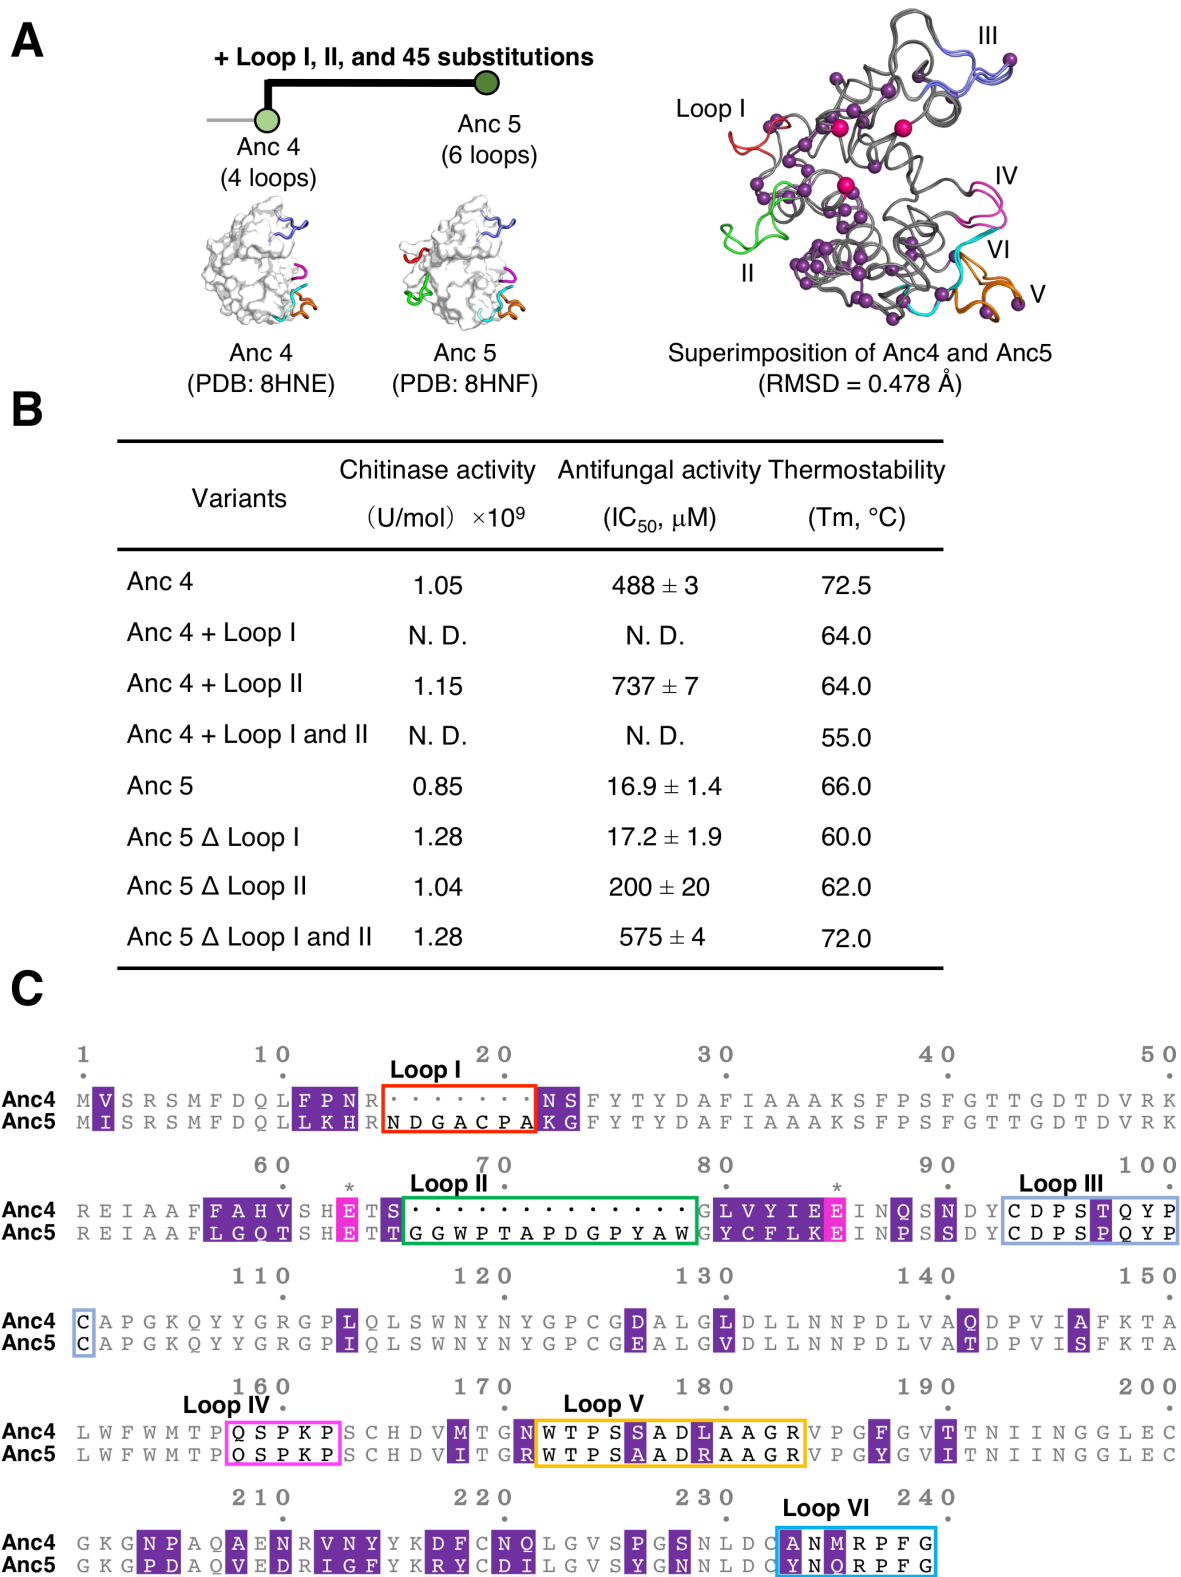 A
+ Loop I, II, and 45 substitutions
Anc 4
(4 loops)
Anc 5
(6 loops)
Anc 4
(PDB: 8HNE)
Anc 5
(PDB: 8HNF)
III
Loop I
IV
VI
II
V
Superimposition of Anc4 and Anc5
(RMSD = 0.478 Å)
B
Variants Chitinase activity (U/mol) ×10⁹ Antifungal activity (IC₅₀, μM) Thermostability (Tm, °C)
Anc 4 1.05 488 ± 3 72.5
Anc 4 + Loop I N. D. N. D. 64.0
Anc 4 + Loop II 1.15 737 ± 7 64.0
Anc 4 + Loop I and II N. D. N. D. 55.0
Anc 5 0.85 16.9 ± 1.4 66.0
Anc 5 Δ Loop I 1.28 17.2 ± 1.9 60.0
Anc 5 Δ Loop II 1.04 200 ± 20 62.0
Anc 5 Δ Loop I and II 1.28 575 ± 4 72.0
C
1 10 20 30 40 50
Loop I
Anc4 MVSRSMFDQLFPNR·······NSFYTYDAFIAAAKSFPSFGTTGDTDVRK
Anc5 MISRSMFDQLLKHRNDGACPAKGFYTYDAFIAAAKSFPSFGTTGDTDVRK
60 70 80 90 100
* Loop II * Loop III
Anc4 REIAAFFAHVSHETS·············GLVYIEEINQSNDYCDPSTQYP
Anc5 REIAAFLGQTSHETTGGWPTAPDGPYAWGYCFLKEINPSSDYCDPSPQYP
110 120 130 140 150
Anc4 CAPGKQYYGRGPLQLSWNYNYGPCGDALGLDLLNNPDLVAQDPVIAFKTA
Anc5 CAPGKQYYGRGPIQLSWNYNYGPCGEALGVDLLNNPDLVATDPVISFKTA
160 170 180 190 200
Loop IV Loop V
Anc4 LWFWMTPQSPKPSCHDVMTGNWTPSSADLAAGRVPGFGVTTNIINGGLEC
Anc5 LWFWMTPQSPKPSCHDVITGRWTPSAADRAAGRVPGYGVITNIINGGLEC
210 220 230 240
Loop VI
Anc4 GKGNPAQAENRVNYYKDFCNQLGVSPGSNLDCANMRPFG
Anc5 GKGPDAQVEDRIGFYKRYCDILGVSYGNNLDCYNQRPFG